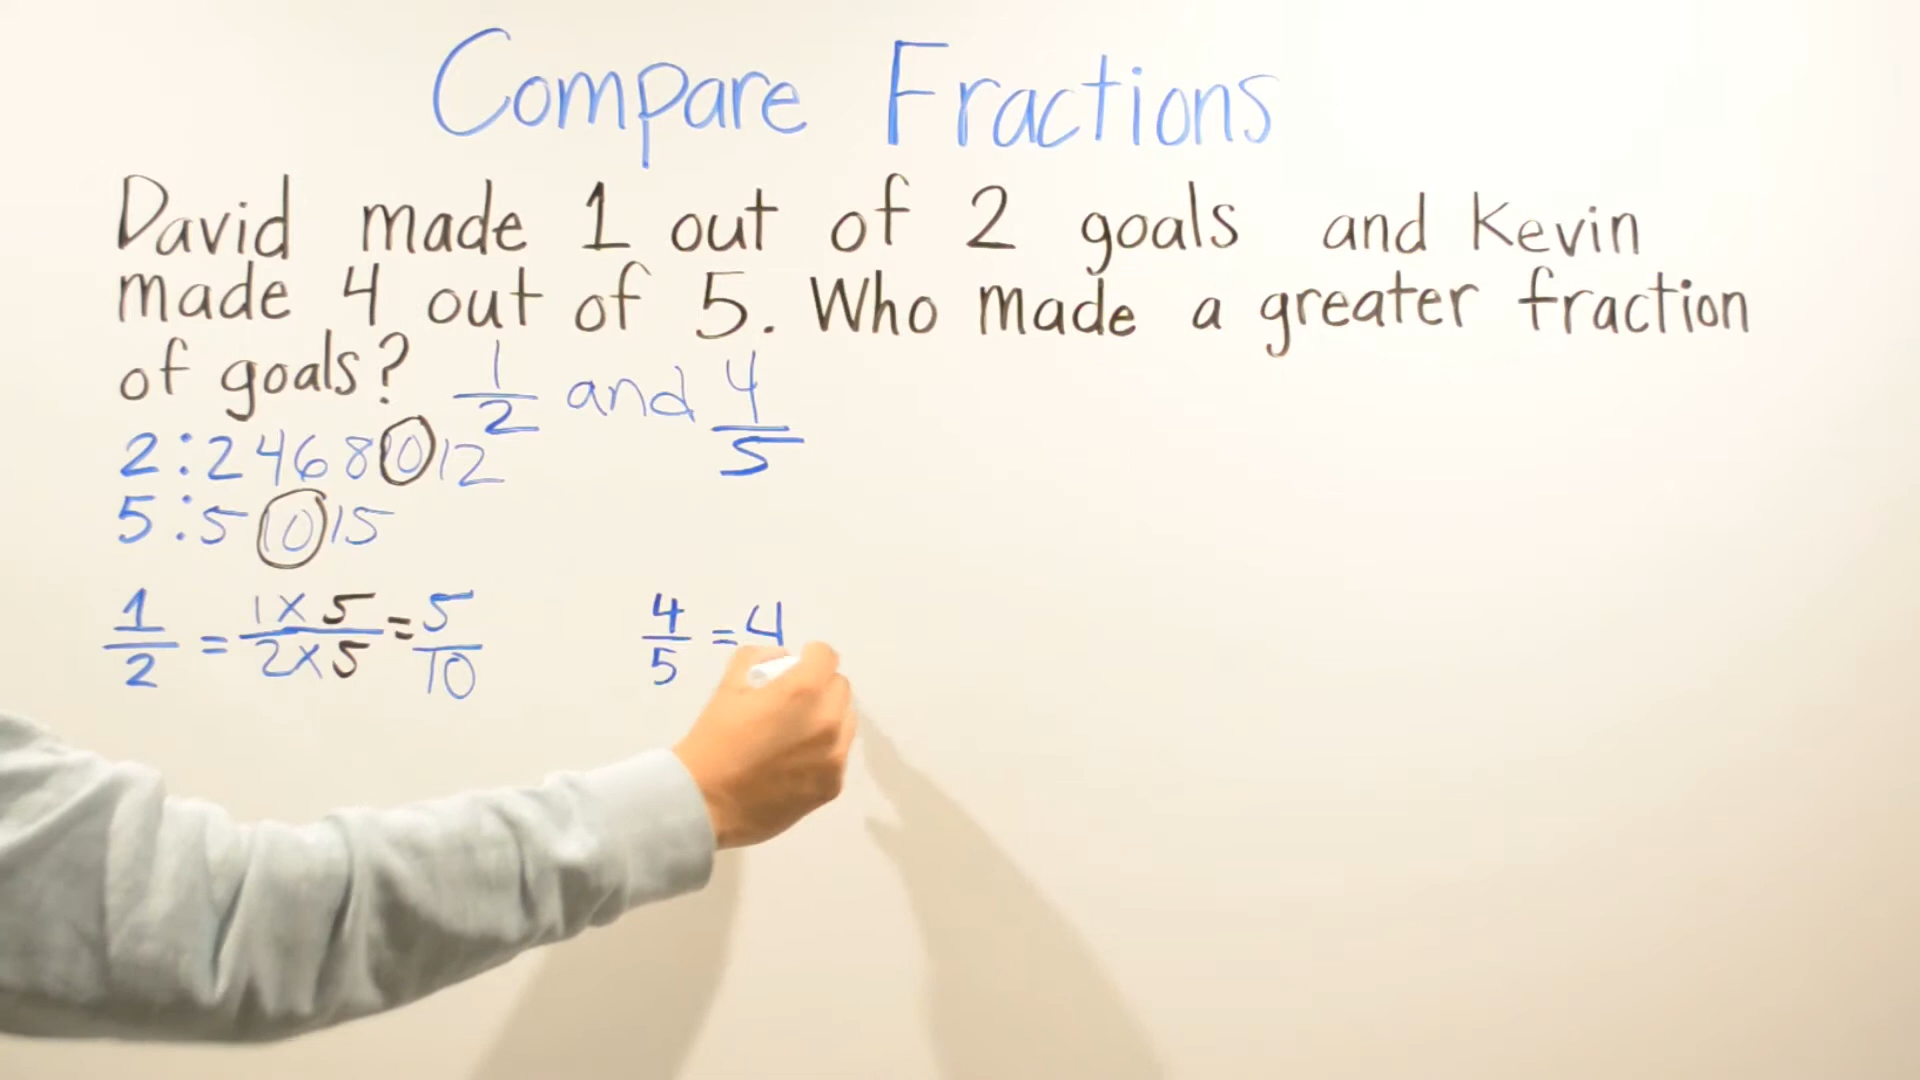 Compare Fractions
David made 1 out of 2 goals and Kevin
made 4 out of 5. Who made a greater fraction
of goals? 1/2 and 4/5
2: 2 4 6 8 10 12
5: 5 10 15
1/2 = 1 x 5 / 2 x 5 = 5/10 4/5 = 4